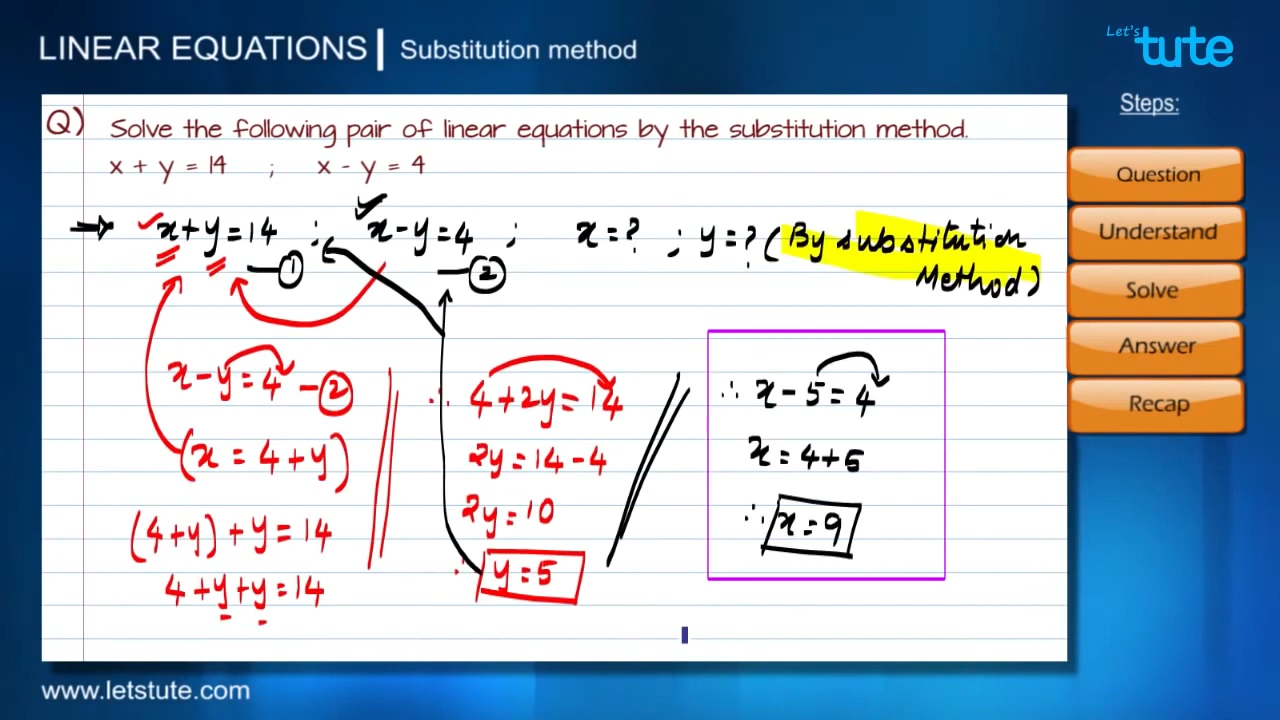 LINEAR EQUATIONS | Substitution method
Let's tute
Steps:
Question
Understand
Solve
Answer
Recap
Q) Solve the following pair of linear equations by the substitution method.
x + y = 14 ; x - y = 4
x+y=14 ; x-y=4 ; x=? ; y=? (By substitution
Method)
1 2
x-y=4 - 2
(x = 4+y)
(4+y)+y=14
4+y+y=14
∴ 4+2y=14
2y=14-4
2y=10
∴ y=5
∴ x-5=4
x=4+5
∴ x=9
www.letstute.com